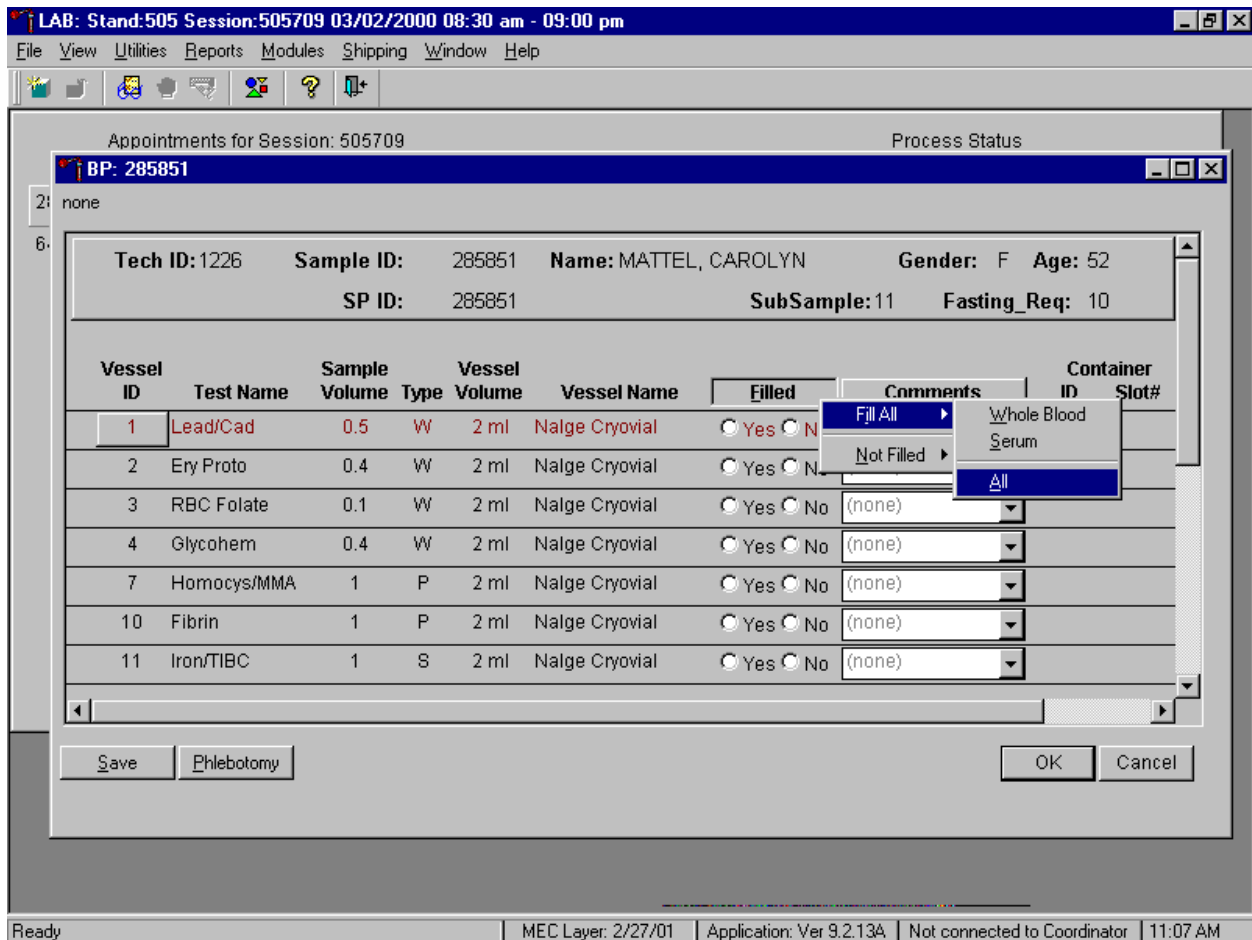 LAB: Stand:505 Session:505709 03/02/2000 08:30 am - 09:00 pm
File View Utilities Reports Modules Shipping Window Help
Appointments for Session: 505709 Process Status
BP: 285851
none
Tech ID: 1226 Sample ID: 285851 Name: MATTEL, CAROLYN Gender: F Age: 52
SP ID: 285851 SubSample: 11 Fasting_Req: 10
Vessel Sample Vessel Container
ID Test Name Volume Type Volume Vessel Name Filled Comments ID Slot#
1 Lead/Cad 0.5 W 2 ml Nalge Cryovial Yes Fill All Whole Blood
Serum
2 Ery Proto 0.4 W 2 ml Nalge Cryovial Yes Not Filled
All
3 RBC Folate 0.1 W 2 ml Nalge Cryovial Yes No (none)
4 Glycohem 0.4 W 2 ml Nalge Cryovial Yes No (none)
7 Homocys/MMA 1 P 2 ml Nalge Cryovial Yes No (none)
10 Fibrin 1 P 2 ml Nalge Cryovial Yes No (none)
11 Iron/TIBC 1 S 2 ml Nalge Cryovial Yes No (none)
Save Phlebotomy OK Cancel
Ready MEC Layer: 2/27/01 Application: Ver 9.2.13A Not connected to Coordinator 11:07 AM